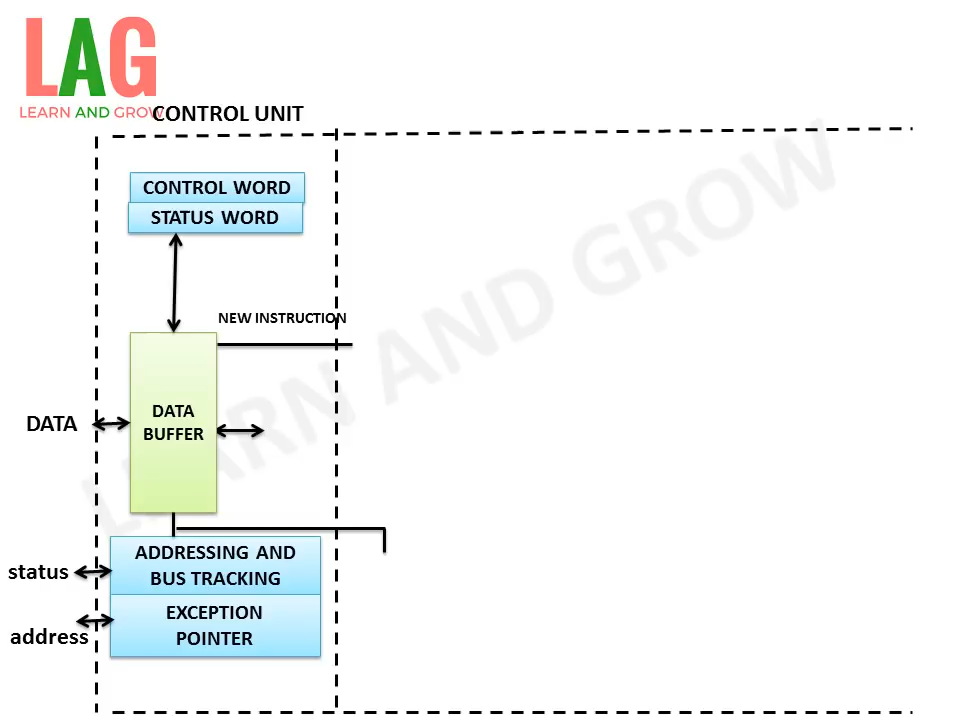 LAG
LEARN AND GROW
CONTROL UNIT
CONTROL WORD
STATUS WORD
NEW INSTRUCTION
DATA
DATA
BUFFER
ADDRESSING AND
BUS TRACKING
status
EXCEPTION
POINTER
address
LEARN AND GROW